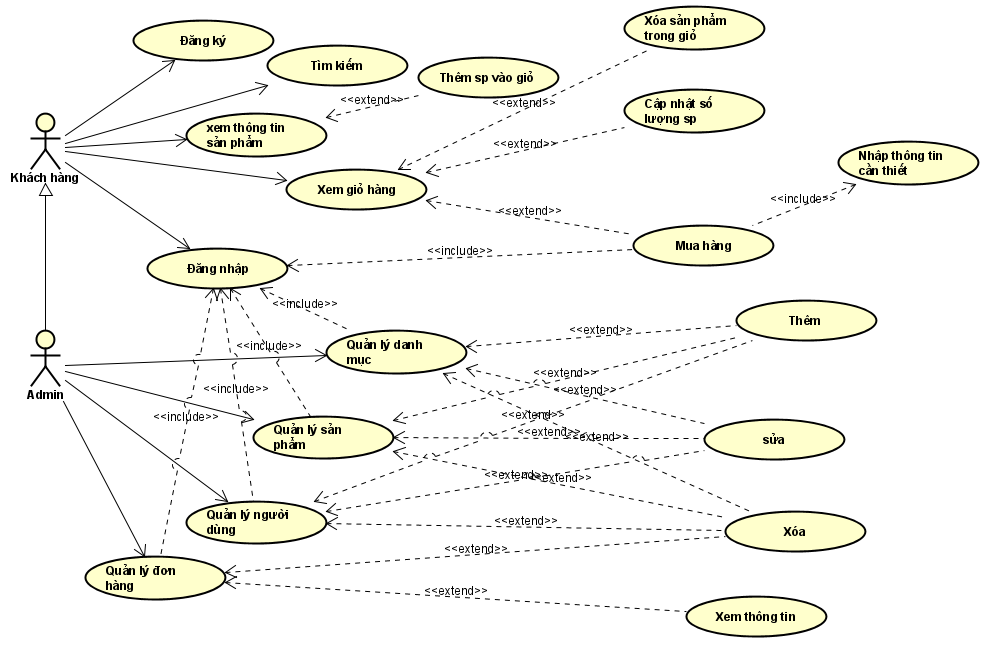 Đăng ký
Tìm kiếm
Thêm sp vào giỏ
Xóa sản phẩm
trong giỏ
<<extend>>
<<extend>>
Cập nhật số
lượng sp
xem thông tin
sản phẩm
<<extend>>
Nhập thông tin
cần thiết
Khách hàng
Xem giỏ hàng
<<include>>
<<extend>>
Mua hàng
<<include>>
Đăng nhập
<<include>>
Thêm
<<extend>>
Quản lý danh
mục
<<include>>
<<extend>>
<<extend>>
Admin
<<include>>
<<include>>
<<extend>>
Quản lý sản
phẩm
<<extend>>
<<extend>>
sửa
<<extend>>
<<extend>>
Quản lý người
dùng
<<extend>>
Xóa
<<extend>>
Quản lý đơn
hàng
<<extend>>
Xem thông tin